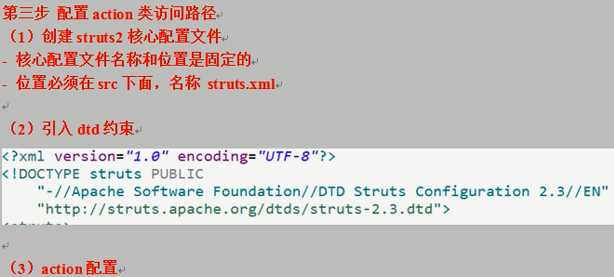 第三步 配置 action 类访问路径
（1）创建 struts2 核心配置文件
- 核心配置文件名称和位置是固定的
- 位置必须在 src 下面，名称 struts.xml
（2）引入 dtd 约束
<?xml version="1.0" encoding="UTF-8"?>
<!DOCTYPE struts PUBLIC
"-//Apache Software Foundation//DTD Struts Configuration 2.3//EN"
"http://struts.apache.org/dtds/struts-2.3.dtd">
（3）action 配置